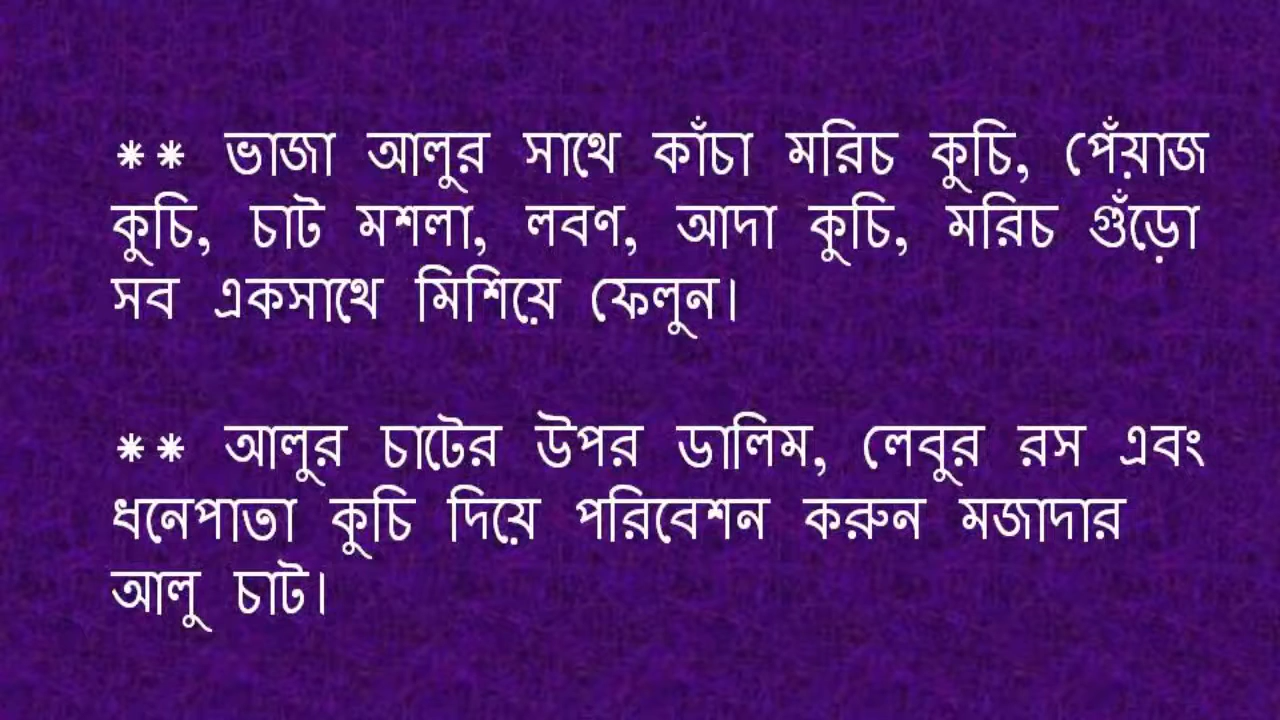 ** ভাজা আলুর সাথে কাঁচা মরিচ কুচি, পেঁয়াজ
কুচি, চাট মশলা, লবণ, আদা কুচি, মরিচ গুঁড়ো
সব একসাথে মিশিয়ে ফেলুন।
** আলুর চাটের উপর ডালিম, লেবুর রস এবং
ধনেপাতা কুচি দিয়ে পরিবেশন করুন মজাদার
আলু চাট।